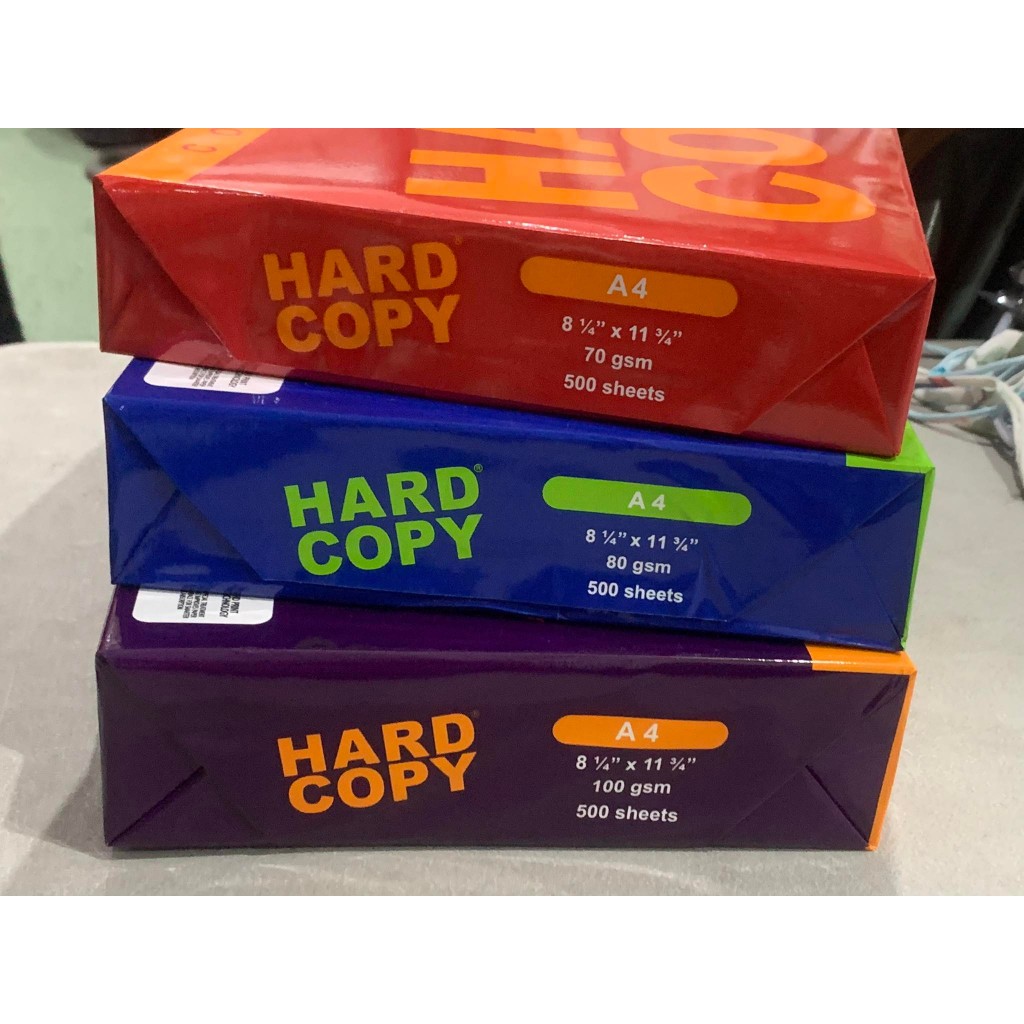 HARD
COPY
A4
8 ¼” x 11 ¾”
70 gsm
500 sheets
HARD®
COPY
A4
8 ¼” x 11 ¾”
80 gsm
500 sheets
HARD
COPY
A4
8 ¼” x 11 ¾”
100 gsm
500 sheets